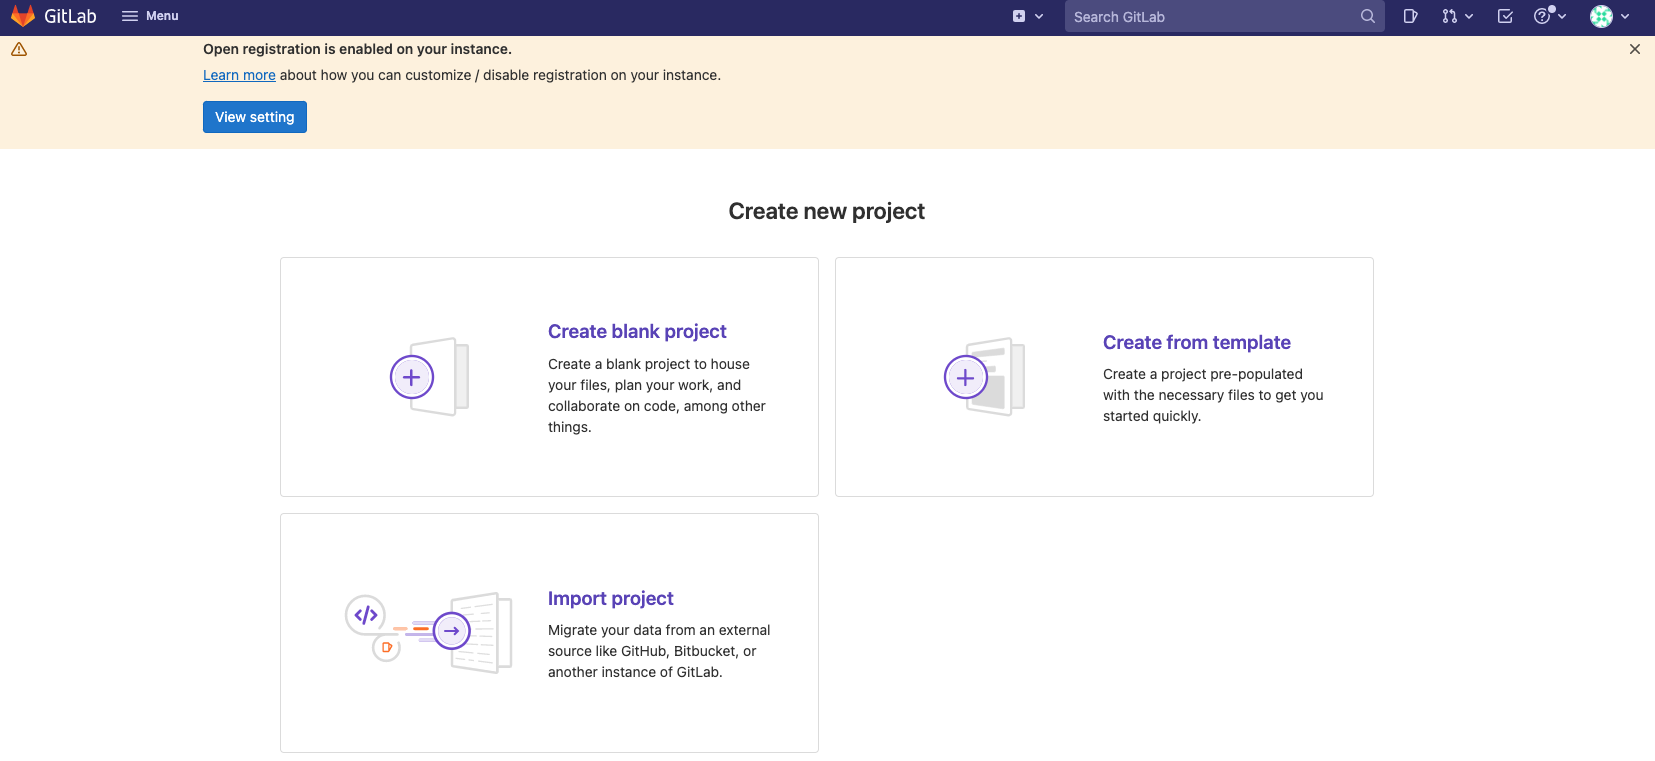 GitLab
Menu
Search GitLab
Open registration is enabled on your instance.
Learn more about how you can customize / disable registration on your instance.
View setting
Create new project
Create blank project
Create a blank project to house
your files, plan your work, and
collaborate on code, among other
things.
Create from template
Create a project pre-populated
with the necessary files to get you
started quickly.
Import project
Migrate your data from an external
source like GitHub, Bitbucket, or
another instance of GitLab.